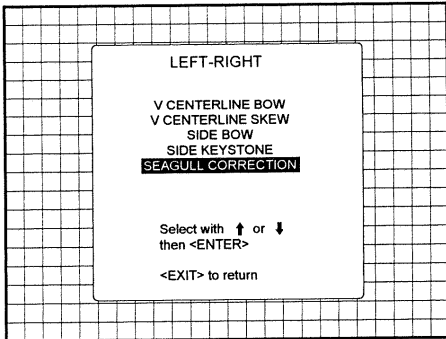 LEFT-RIGHT
V CENTERLINE BOW
V CENTERLINE SKEW
SIDE BOW
SIDE KEYSTONE
SEAGULL CORRECTION
Select with ⬆ or ⬇
then <ENTER>
<EXIT> to return